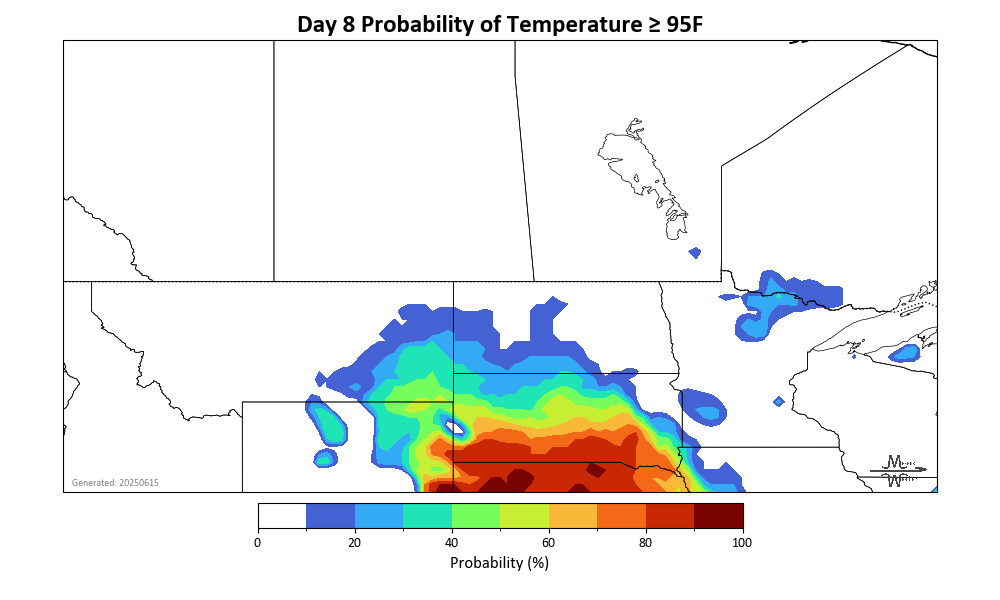 Day 8 Probability of Temperature ≥ 95F
Generated: 20250615
0 20 40 60 80 100
Probability (%)